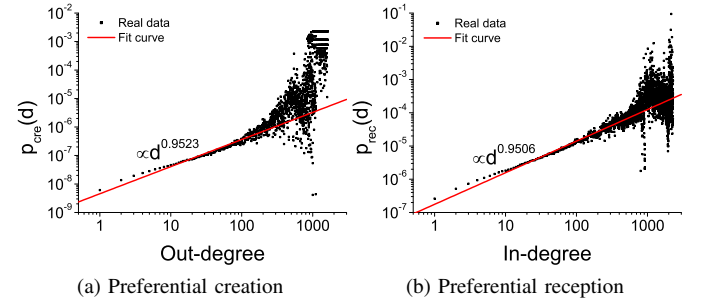 Real data
Fit curve
10^-1
10^-2
10^-3
10^-4
10^-5
10^-6
10^-7
10^-8
10^-9
p_cre(d)
∝d^0.9523
1 10 100 1000
Out-degree
(a) Preferential creation
Real data
Fit curve
10^-1
10^-2
10^-3
10^-4
10^-5
10^-6
10^-7
p_rec(d)
∝d^0.9506
1 10 100 1000
In-degree
(b) Preferential reception